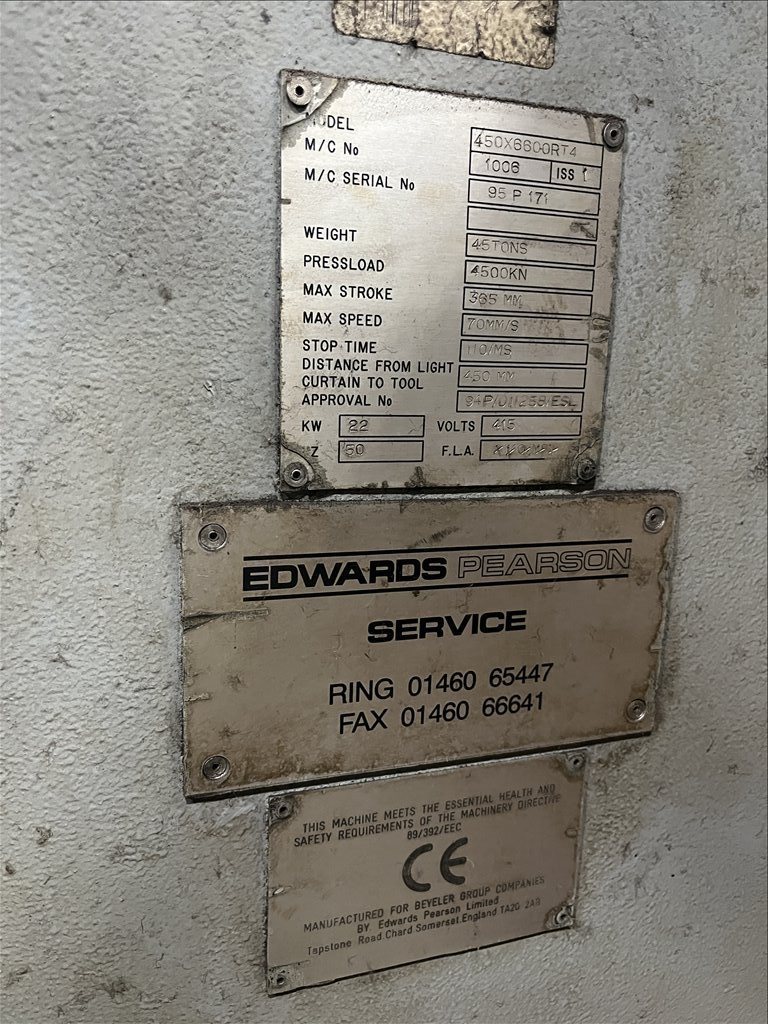 MODEL 450X6600RT4
M/C No 1006 ISS 1
M/C SERIAL No 95 P 171
WEIGHT 45TONS
PRESSLOAD 4500KN
MAX STROKE 365 MM
MAX SPEED 70MM/S
STOP TIME 110/MS
DISTANCE FROM LIGHT
CURTAIN TO TOOL 450 MM
APPROVAL No
KW 22 VOLTS 415
50 F.L.A.
EDWARDS PEARSON
SERVICE
RING 01460 65447
FAX 01460 66641
THIS MACHINE MEETS THE ESSENTIAL HEALTH AND
SAFETY REQUIREMENTS OF THE MACHINERY DIRECTIVE
89/392/EEC
CE
MANUFACTURED FOR BEYELER GROUP COMPANIES
BY Edwards Pearson Limited
Tapstone Road.Chard Somerset.England TA20 2AB